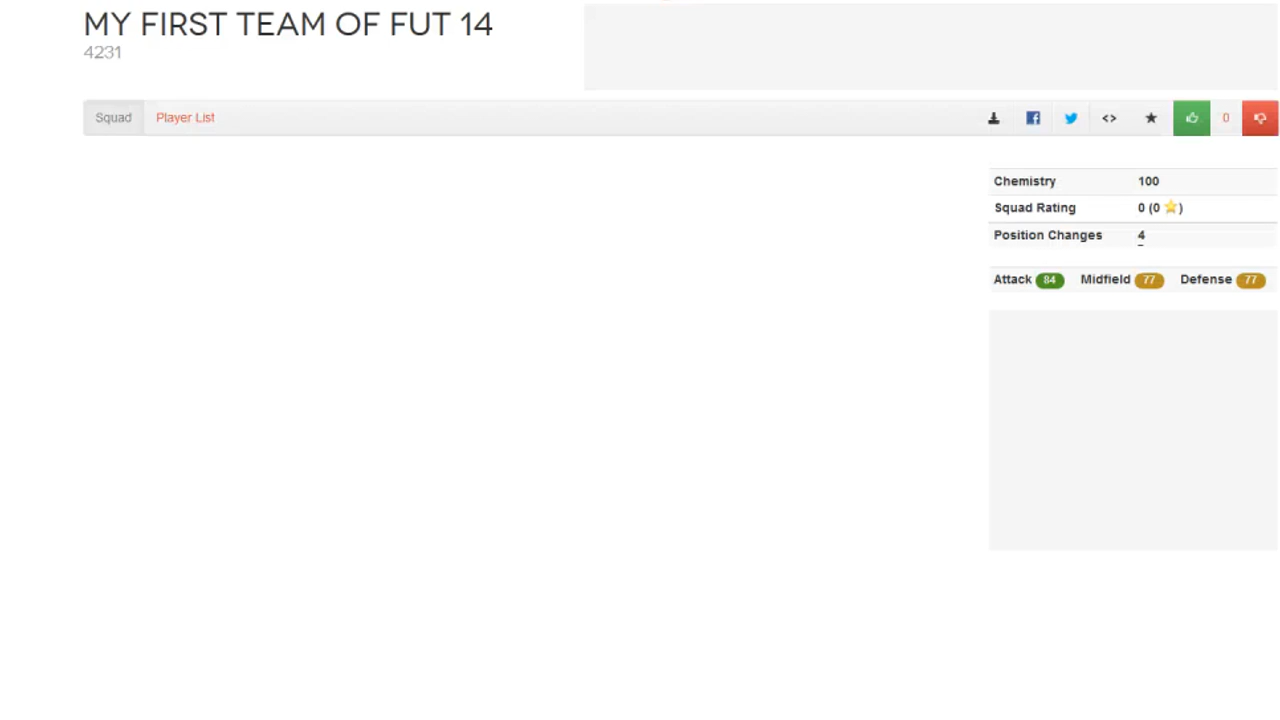 MY FIRST TEAM OF FUT 14
4231
Squad Player List
<> 0
Chemistry 100
Squad Rating 0 (0 )
Position Changes 4
Attack 84 Midfield 77 Defense 77